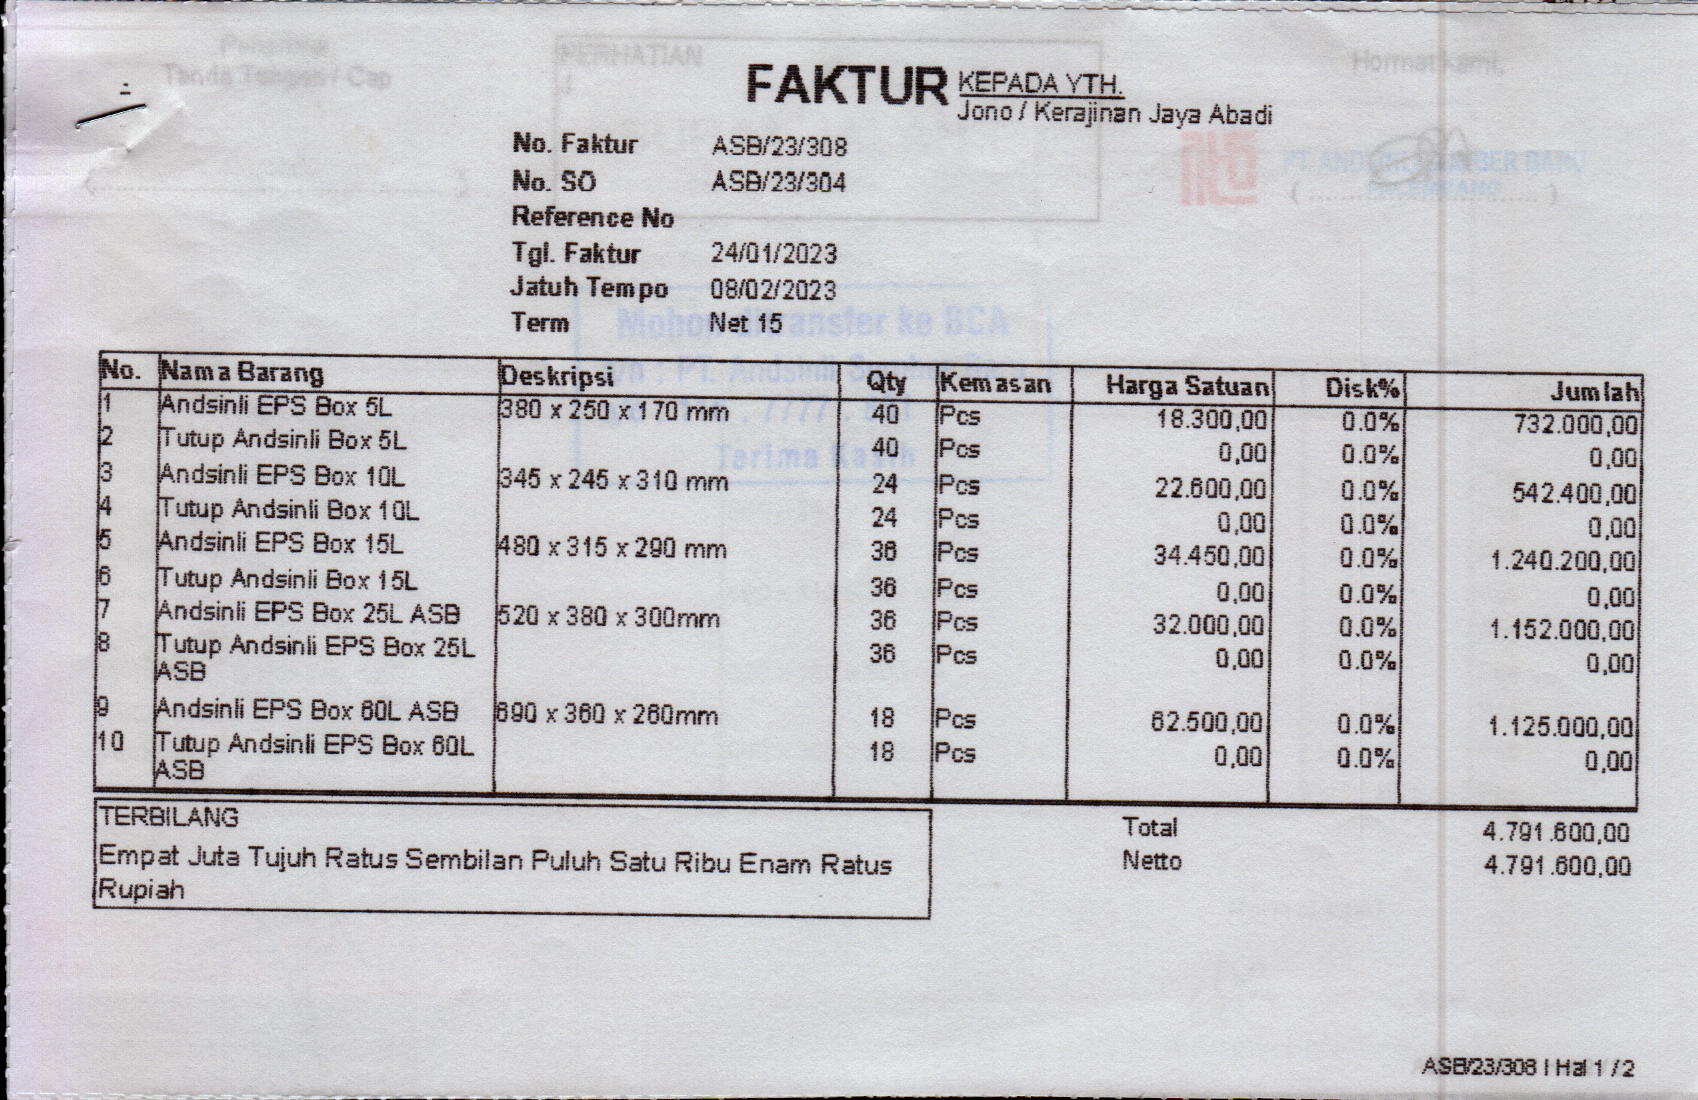 FAKTUR
KEPADA YTH.
Jono / Kerajinan Jaya Abadi
No. Faktur ASB/23/308
No. SO ASB/23/304
Reference No
Tgl. Faktur 24/01/2023
Jatuh Tempo 08/02/2023
Term Net 15
No. Nama Barang Deskripsi Qty Kemasan Harga Satuan Disk% Jumlah
1 Andsinli EPS Box 5L 380 x 250 x 170 mm 40 Pcs 18.300,00 0.0% 732.000,00
2 Tutup Andsinli Box 5L 40 Pcs 0,00 0.0% 0,00
3 Andsinli EPS Box 10L 345 x 245 x 310 mm 24 Pcs 22.600,00 0.0% 542.400,00
4 Tutup Andsinli Box 10L 24 Pcs 0,00 0.0% 0,00
5 Andsinli EPS Box 15L 480 x 315 x 290 mm 36 Pcs 34.450,00 0.0% 1.240.200,00
6 Tutup Andsinli Box 15L 36 Pcs 0,00 0.0% 0,00
7 Andsinli EPS Box 25L ASB 520 x 380 x 300mm 36 Pcs 32.000,00 0.0% 1.152.000,00
8 Tutup Andsinli EPS Box 25L 36 Pcs 0,00 0.0% 0,00
ASB
9 Andsinli EPS Box 60L ASB 690 x 360 x 260mm 18 Pcs 62.500,00 0.0% 1.125.000,00
10 Tutup Andsinli EPS Box 60L 18 Pcs 0,00 0.0% 0,00
ASB
TERBILANG
Empat Juta Tujuh Ratus Sembilan Puluh Satu Ribu Enam Ratus
Rupiah
Total 4.791.600,00
Netto 4.791.600,00
ASB/23/308 | Hal 1 / 2
PERHATIAN
Tanda Tangan / Cap
Hormat kami,
Mohon ditransfer ke BCA
Terima Kasih